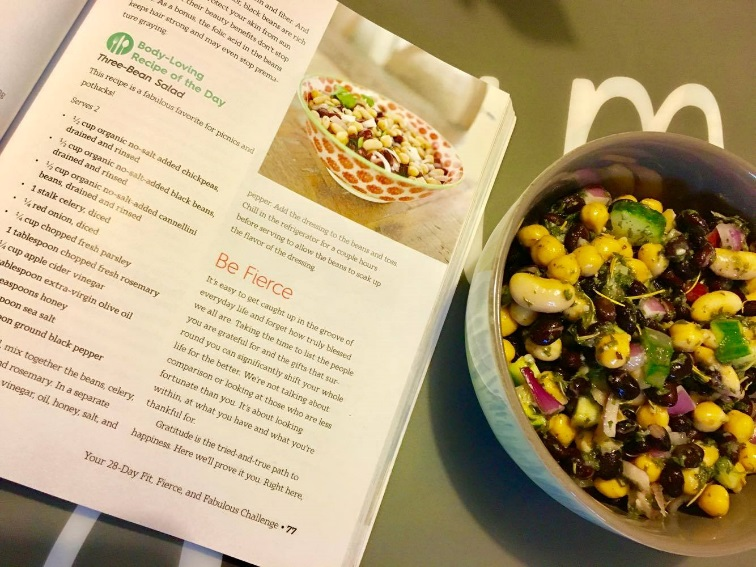 n and fiber. And
, black beans are rich
protect your skin from sun
their beauty benefits don't stop
. As a bonus, the folic acid in the beans
keeps hair strong and may even stop prema-
ture graying.
Body-Loving
Recipe of the Day
Three-Bean Salad
This recipe is a fabulous favorite for picnics and
potlucks!
Serves 2
• ½ cup organic no-salt-added chickpeas,
drained and rinsed
• ½ cup organic no-salt-added black beans,
drained and rinsed
• ½ cup organic no-salt-added cannellini
beans, drained and rinsed
• 1 stalk celery, diced
• ¼ red onion, diced
• ¼ cup chopped fresh parsley
1 tablespoon chopped fresh rosemary
¼ cup apple cider vinegar
tablespoon extra-virgin olive oil
teaspoons honey
poon sea salt
poon ground black pepper
, mix together the beans, celery,
nd rosemary. In a separate
vinegar, oil, honey, salt, and
pepper. Add the dressing to the beans and toss.
Chill in the refrigerator for a couple hours
before serving to allow the beans to soak up
the flavor of the dressing.
Be Fierce
It's easy to get caught up in the groove of
everyday life and forget how truly blessed
we all are. Taking the time to list the people
you are grateful for and the gifts that sur-
round you can significantly shift your whole
life for the better. We're not talking about
comparison or looking at those who are less
fortunate than you. It's about looking
within, at what you have and what you're
thankful for.
Gratitude is the tried-and-true path to
happiness. Here we'll prove it you. Right here,
Your 28-Day Fit, Fierce, and Fabulous Challenge • 77
m